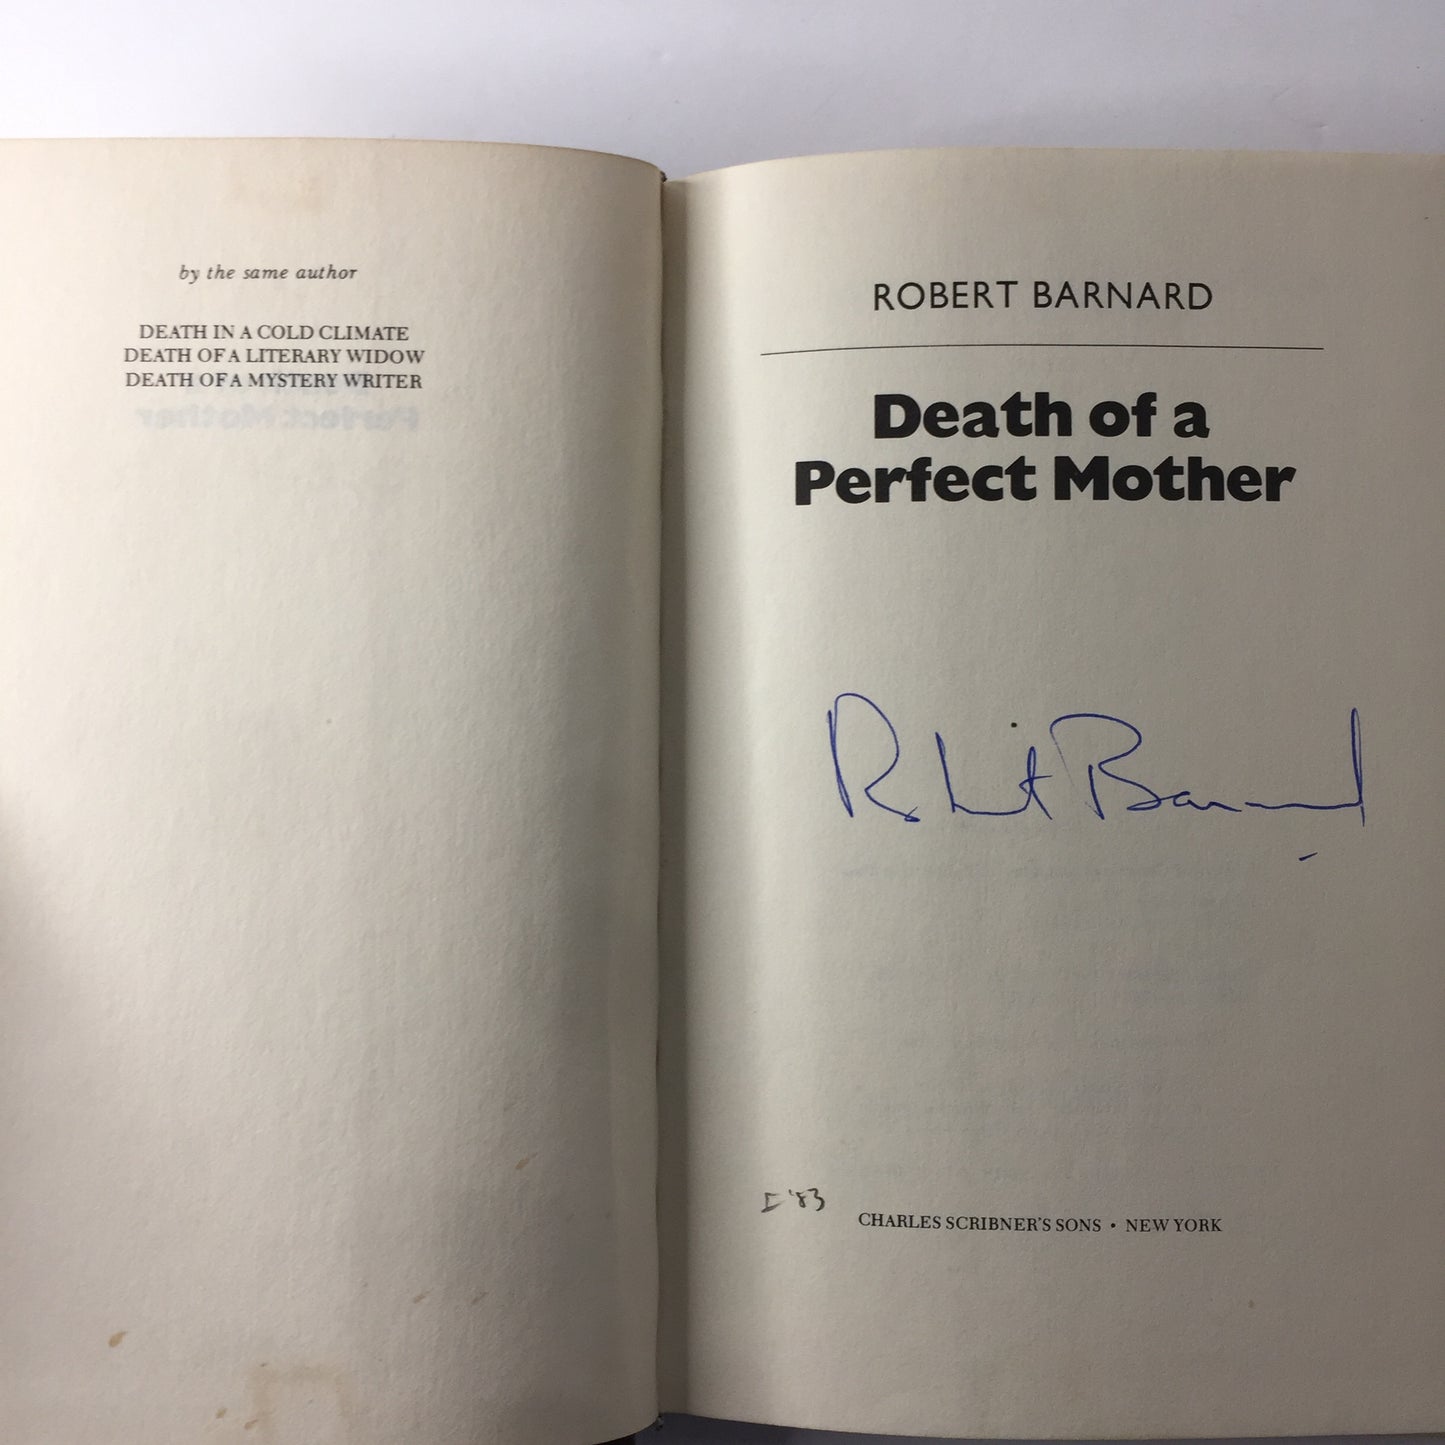 by the same author
DEATH IN A COLD CLIMATE
DEATH OF A LITERARY WIDOW
DEATH OF A MYSTERY WRITER
ROBERT BARNARD
Death of a
Perfect Mother
Robert Barnard
I '83
CHARLES SCRIBNER'S SONS • NEW YORK